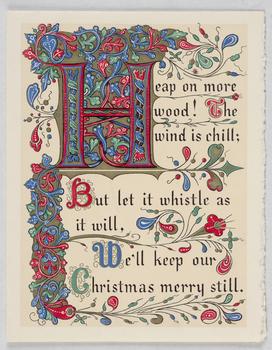 Heap on more
wood! The
wind is chill;
But let it whistle as
it will,
We'll keep our
Christmas merry still.